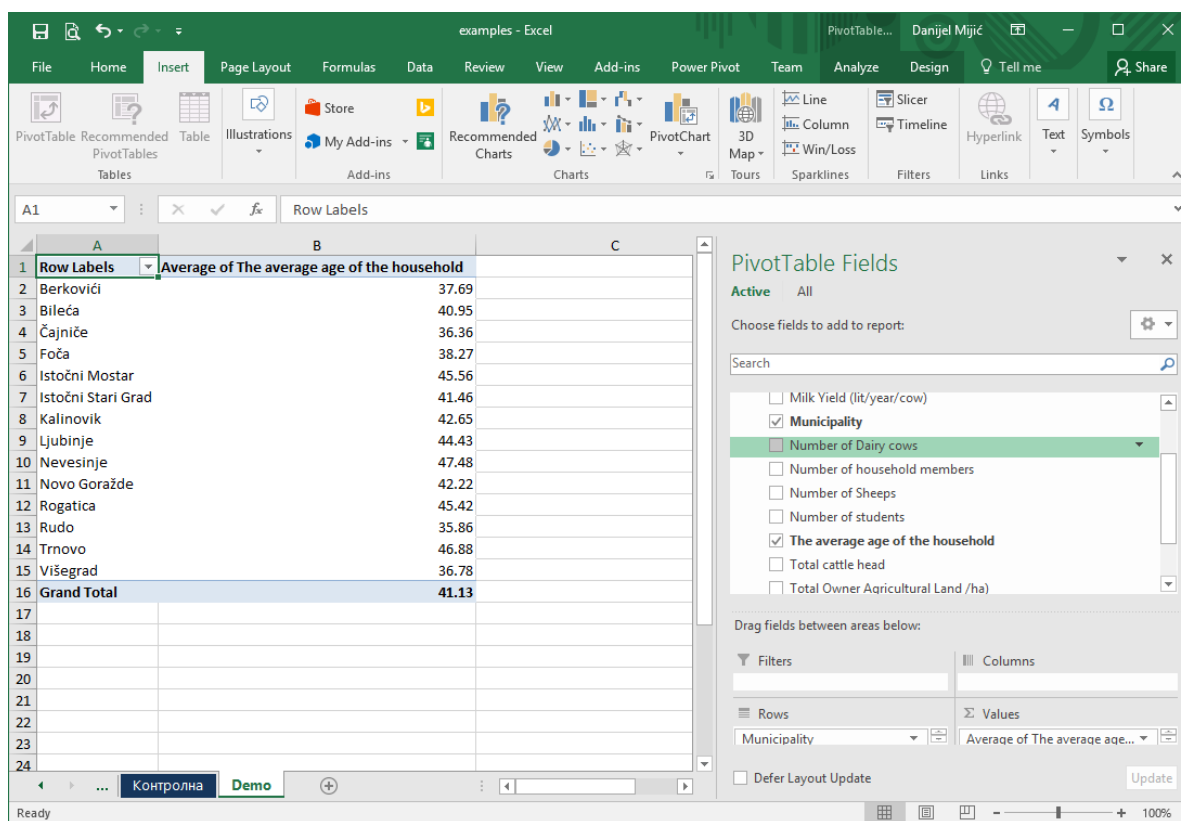 examples - Excel
PivotTable... Danijel Mijić
File Home Insert Page Layout Formulas Data Review View Add-ins Power Pivot Team Analyze Design Tell me Share
PivotTable Recommended PivotTables Table
Illustrations
Store
My Add-ins
Recommended Charts
PivotChart
3D Map
Line
Column
Win/Loss
Slicer
Timeline
Hyperlink
Text
Symbols
Tables Add-ins Charts Tours Sparklines Filters Links
A1 fx Row Labels
A B C
1 Row Labels Average of The average age of the household
2 Berkovići 37.69
3 Bileća 40.95
4 Čajniče 36.36
5 Foča 38.27
6 Istočni Mostar 45.56
7 Istočni Stari Grad 41.46
8 Kalinovik 42.65
9 Ljubinje 44.43
10 Nevesinje 47.48
11 Novo Goražde 42.22
12 Rogatica 45.42
13 Rudo 35.86
14 Trnovo 46.88
15 Višegrad 36.78
16 Grand Total 41.13
17
18
19
20
21
22
23
24
PivotTable Fields
Active All
Choose fields to add to report:
Search
Milk Yield (lit/year/cow)
Municipality
Number of Dairy cows
Number of household members
Number of Sheeps
Number of students
The average age of the household
Total cattle head
Total Owner Agricultural Land /ha)
Drag fields between areas below:
Filters Columns
Rows Σ Values
Municipality Average of The average age...
Defer Layout Update Update
... Контролна Demo
Ready 100%